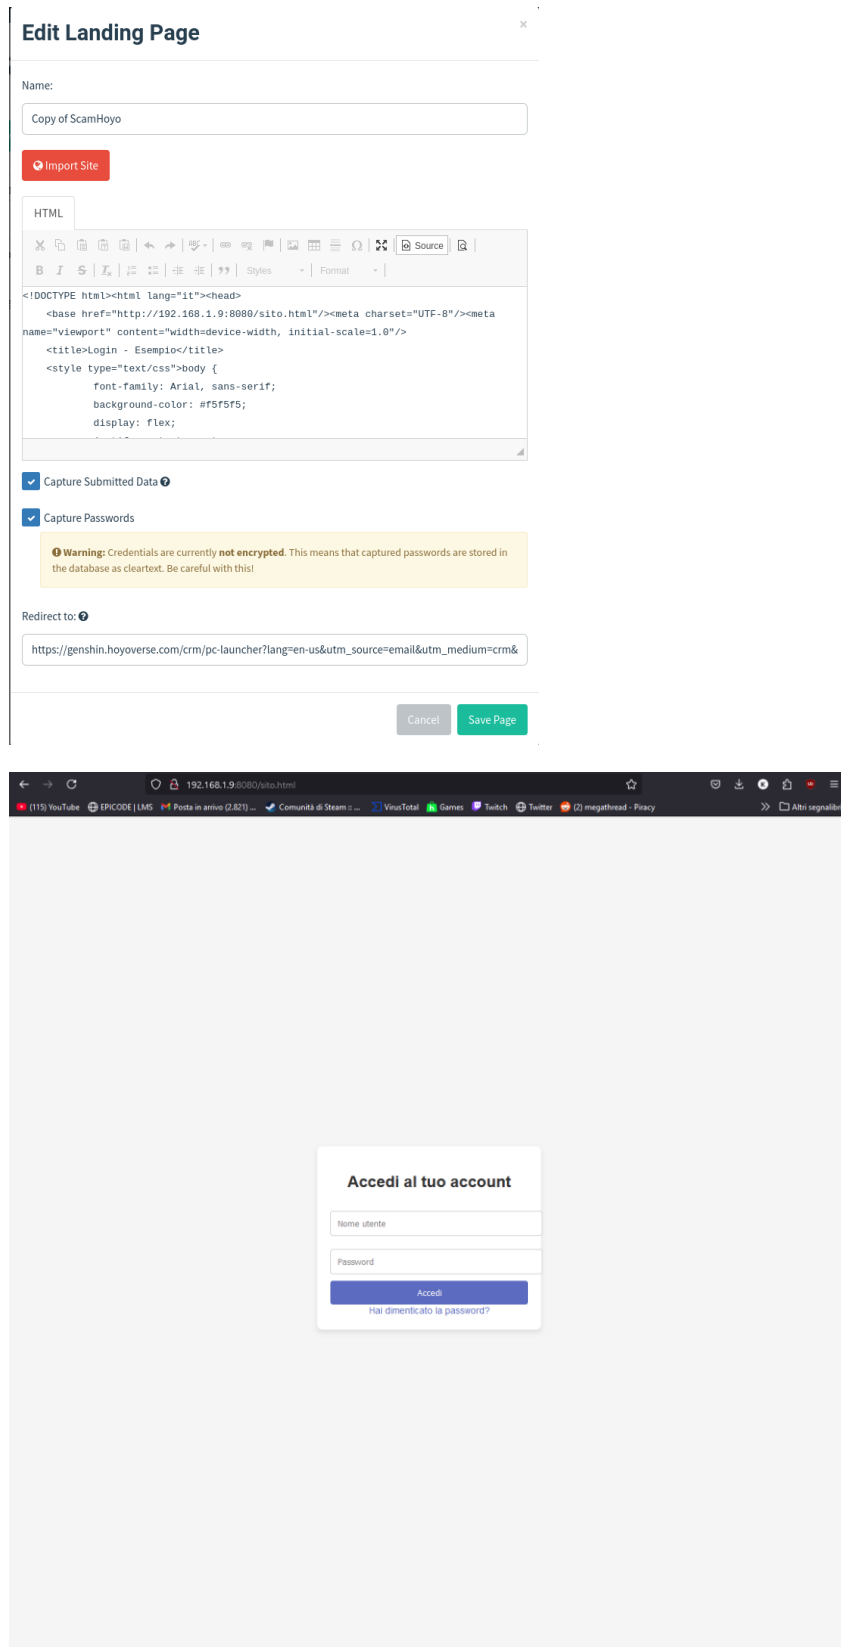 Edit Landing Page
×
Name:
Copy of ScamHoyo
Import Site
HTML
Source
B I S Ix Styles Format
<!DOCTYPE html><html lang="it"><head>
<base href="http://192.168.1.9:8080/sito.html"/><meta charset="UTF-8"/><meta
name="viewport" content="width=device-width, initial-scale=1.0"/>
<title>Login - Esempio</title>
<style type="text/css">body {
font-family: Arial, sans-serif;
background-color: #f5f5f5;
display: flex;
Capture Submitted Data
Capture Passwords
Warning: Credentials are currently not encrypted. This means that captured passwords are stored in
the database as cleartext. Be careful with this!
Redirect to:
https://genshin.hoyoverse.com/crm/pc-launcher?lang=en-us&utm_source=email&utm_medium=crm&
Cancel Save Page
192.168.1.9:8080/sito.html
(115) YouTube EPICODE | LMS Posta in arrivo (2.821) ... Comunità di Steam :: ... VirusTotal Games Twitch Twitter (2) megathread - Piracy Altri segnalibri
Accedi al tuo account
Nome utente
Password
Accedi
Hai dimenticato la password?